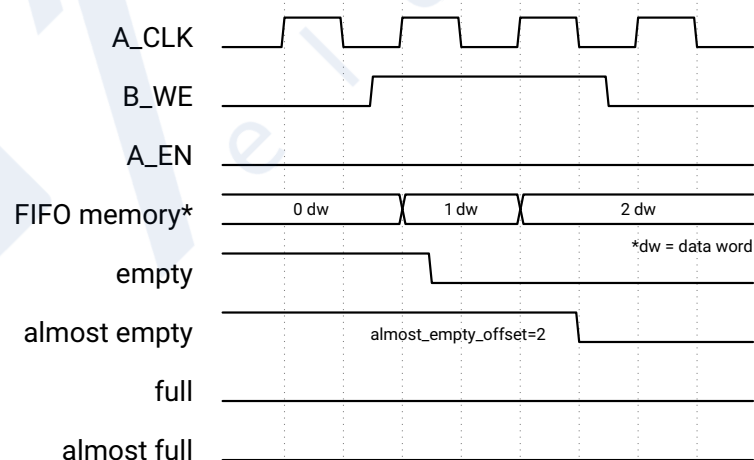 A_CLK
B_WE
A_EN
FIFO memory*
0 dw 1 dw 2 dw
*dw = data word
empty
almost empty
almost_empty_offset=2
full
almost full